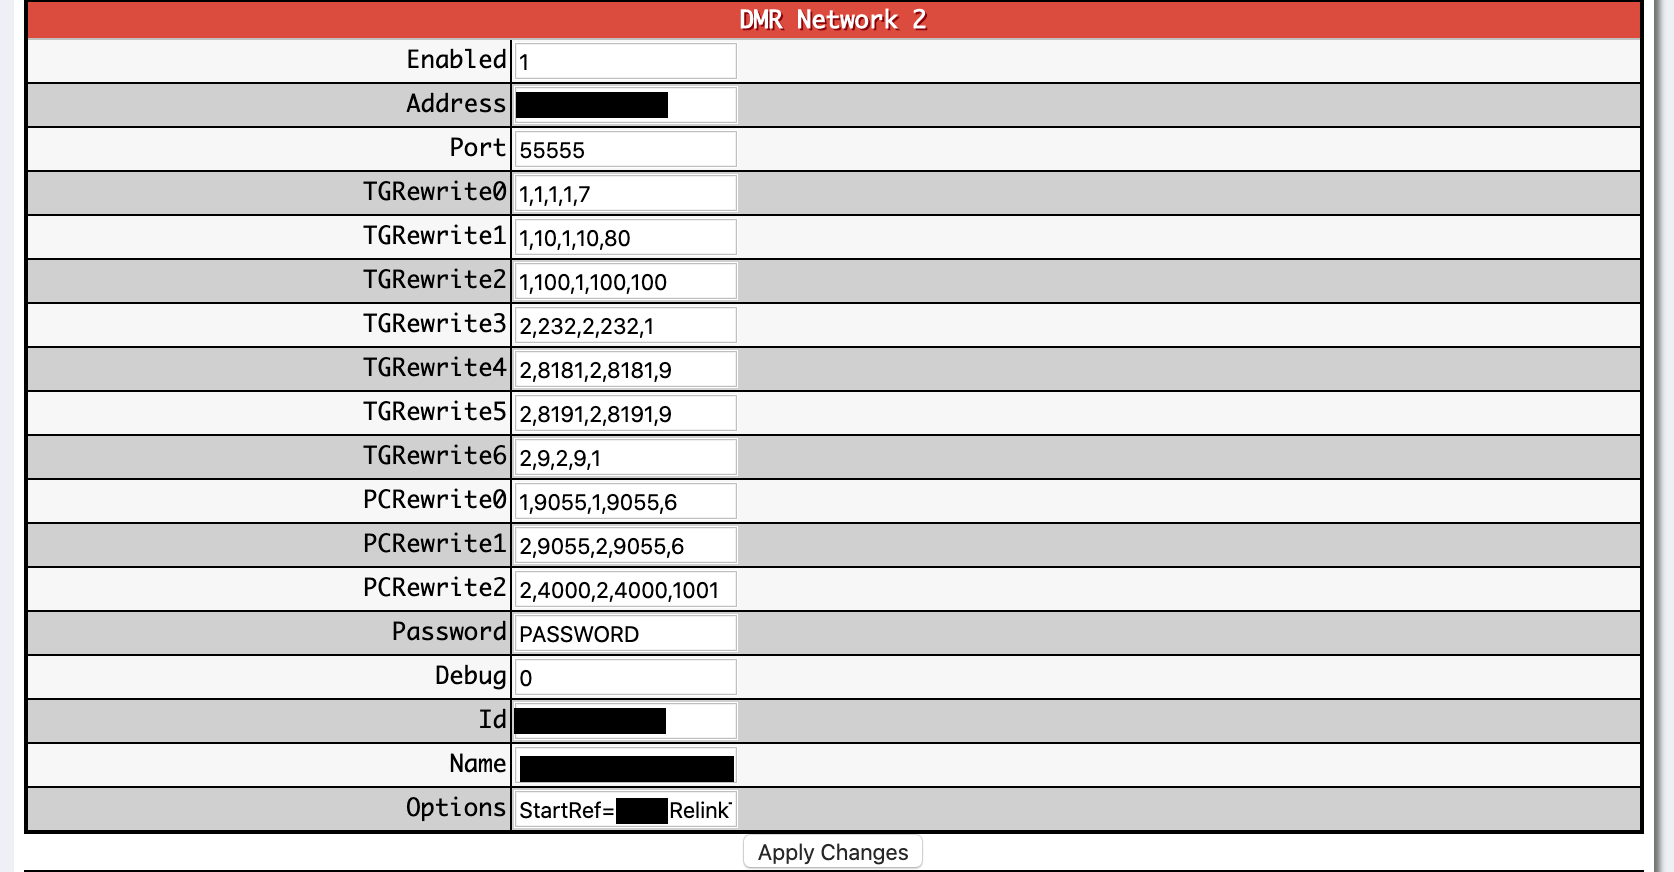 DMR Network 2
Enabled 1
Address
Port 55555
TGRewrite0 1,1,1,1,7
TGRewrite1 1,10,1,10,80
TGRewrite2 1,100,1,100,100
TGRewrite3 2,232,2,232,1
TGRewrite4 2,8181,2,8181,9
TGRewrite5 2,8191,2,8191,9
TGRewrite6 2,9,2,9,1
PCRewrite0 1,9055,1,9055,6
PCRewrite1 2,9055,2,9055,6
PCRewrite2 2,4000,2,4000,1001
Password PASSWORD
Debug 0
Id
Name
Options StartRef= Relink
Apply Changes